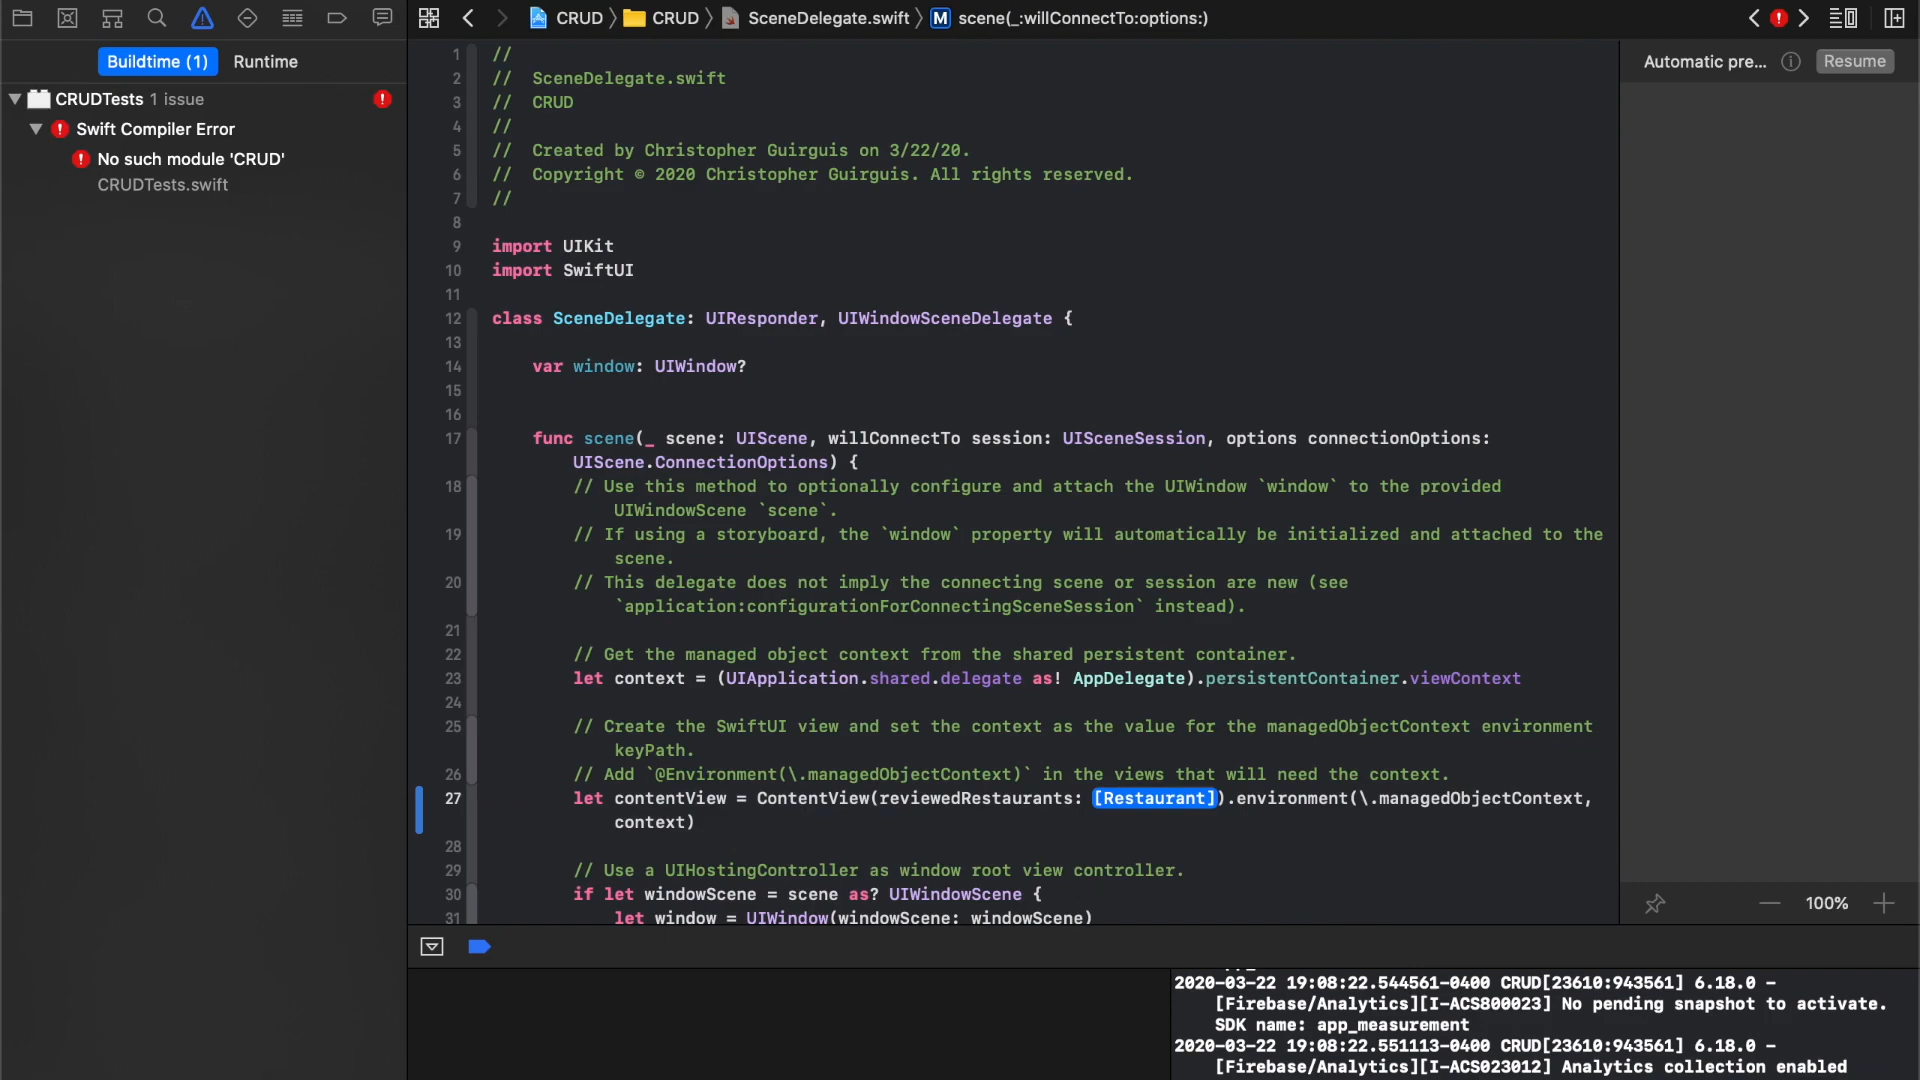 CRUD CRUD SceneDelegate.swift M scene(_:willConnectTo:options:)
Buildtime (1) Runtime
CRUDTests 1 issue
Swift Compiler Error
No such module 'CRUD'
CRUDTests.swift
1 //
2 // SceneDelegate.swift
3 // CRUD
4 //
5 // Created by Christopher Guirguis on 3/22/20.
6 // Copyright © 2020 Christopher Guirguis. All rights reserved.
7 //
8
9 import UIKit
10 import SwiftUI
11
12 class SceneDelegate: UIResponder, UIWindowSceneDelegate {
13
14 var window: UIWindow?
15
16
17 func scene(_ scene: UIScene, willConnectTo session: UISceneSession, options connectionOptions:
UIScene.ConnectionOptions) {
18 // Use this method to optionally configure and attach the UIWindow `window` to the provided
UIWindowScene `scene`.
19 // If using a storyboard, the `window` property will automatically be initialized and attached to the
scene.
20 // This delegate does not imply the connecting scene or session are new (see
`application:configurationForConnectingSceneSession` instead).
21
22 // Get the managed object context from the shared persistent container.
23 let context = (UIApplication.shared.delegate as! AppDelegate).persistentContainer.viewContext
24
25 // Create the SwiftUI view and set the context as the value for the managedObjectContext environment
keyPath.
26 // Add `@Environment(\.managedObjectContext)` in the views that will need the context.
27 let contentView = ContentView(reviewedRestaurants: [Restaurant]).environment(\.managedObjectContext,
context)
28
29 // Use a UIHostingController as window root view controller.
30 if let windowScene = scene as? UIWindowScene {
31 let window = UIWindow(windowScene: windowScene)
Automatic pre... Resume
100%
2020-03-22 19:08:22.544561-0400 CRUD[23610:943561] 6.18.0 -
[Firebase/Analytics][I-ACS800023] No pending snapshot to activate.
SDK name: app_measurement
2020-03-22 19:08:22.551113-0400 CRUD[23610:943561] 6.18.0 -
[Firebase/Analytics][I-ACS023012] Analytics collection enabled